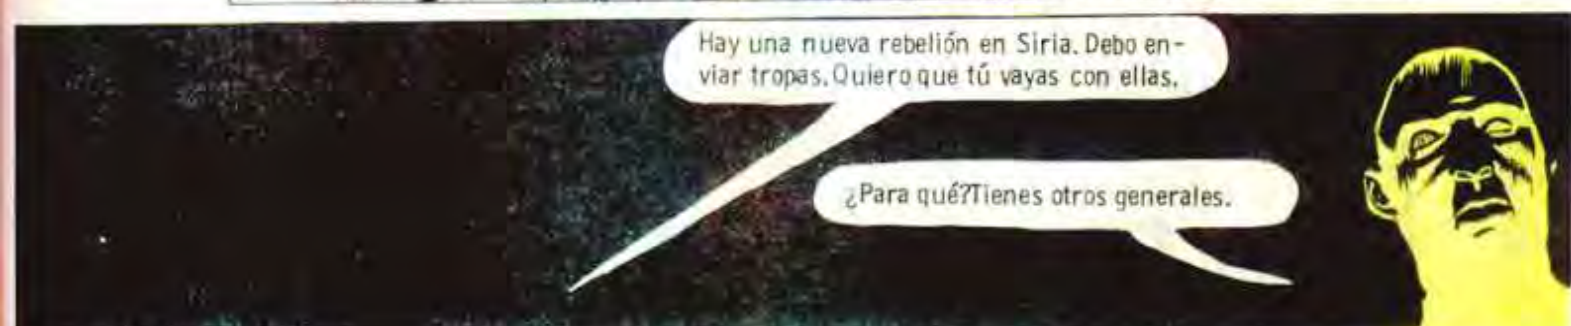 Hay una nueva rebelión en Siria. Debo en-
viar tropas. Quiero que tú vayas con ellas.
¿Para qué? Tienes otros generales.